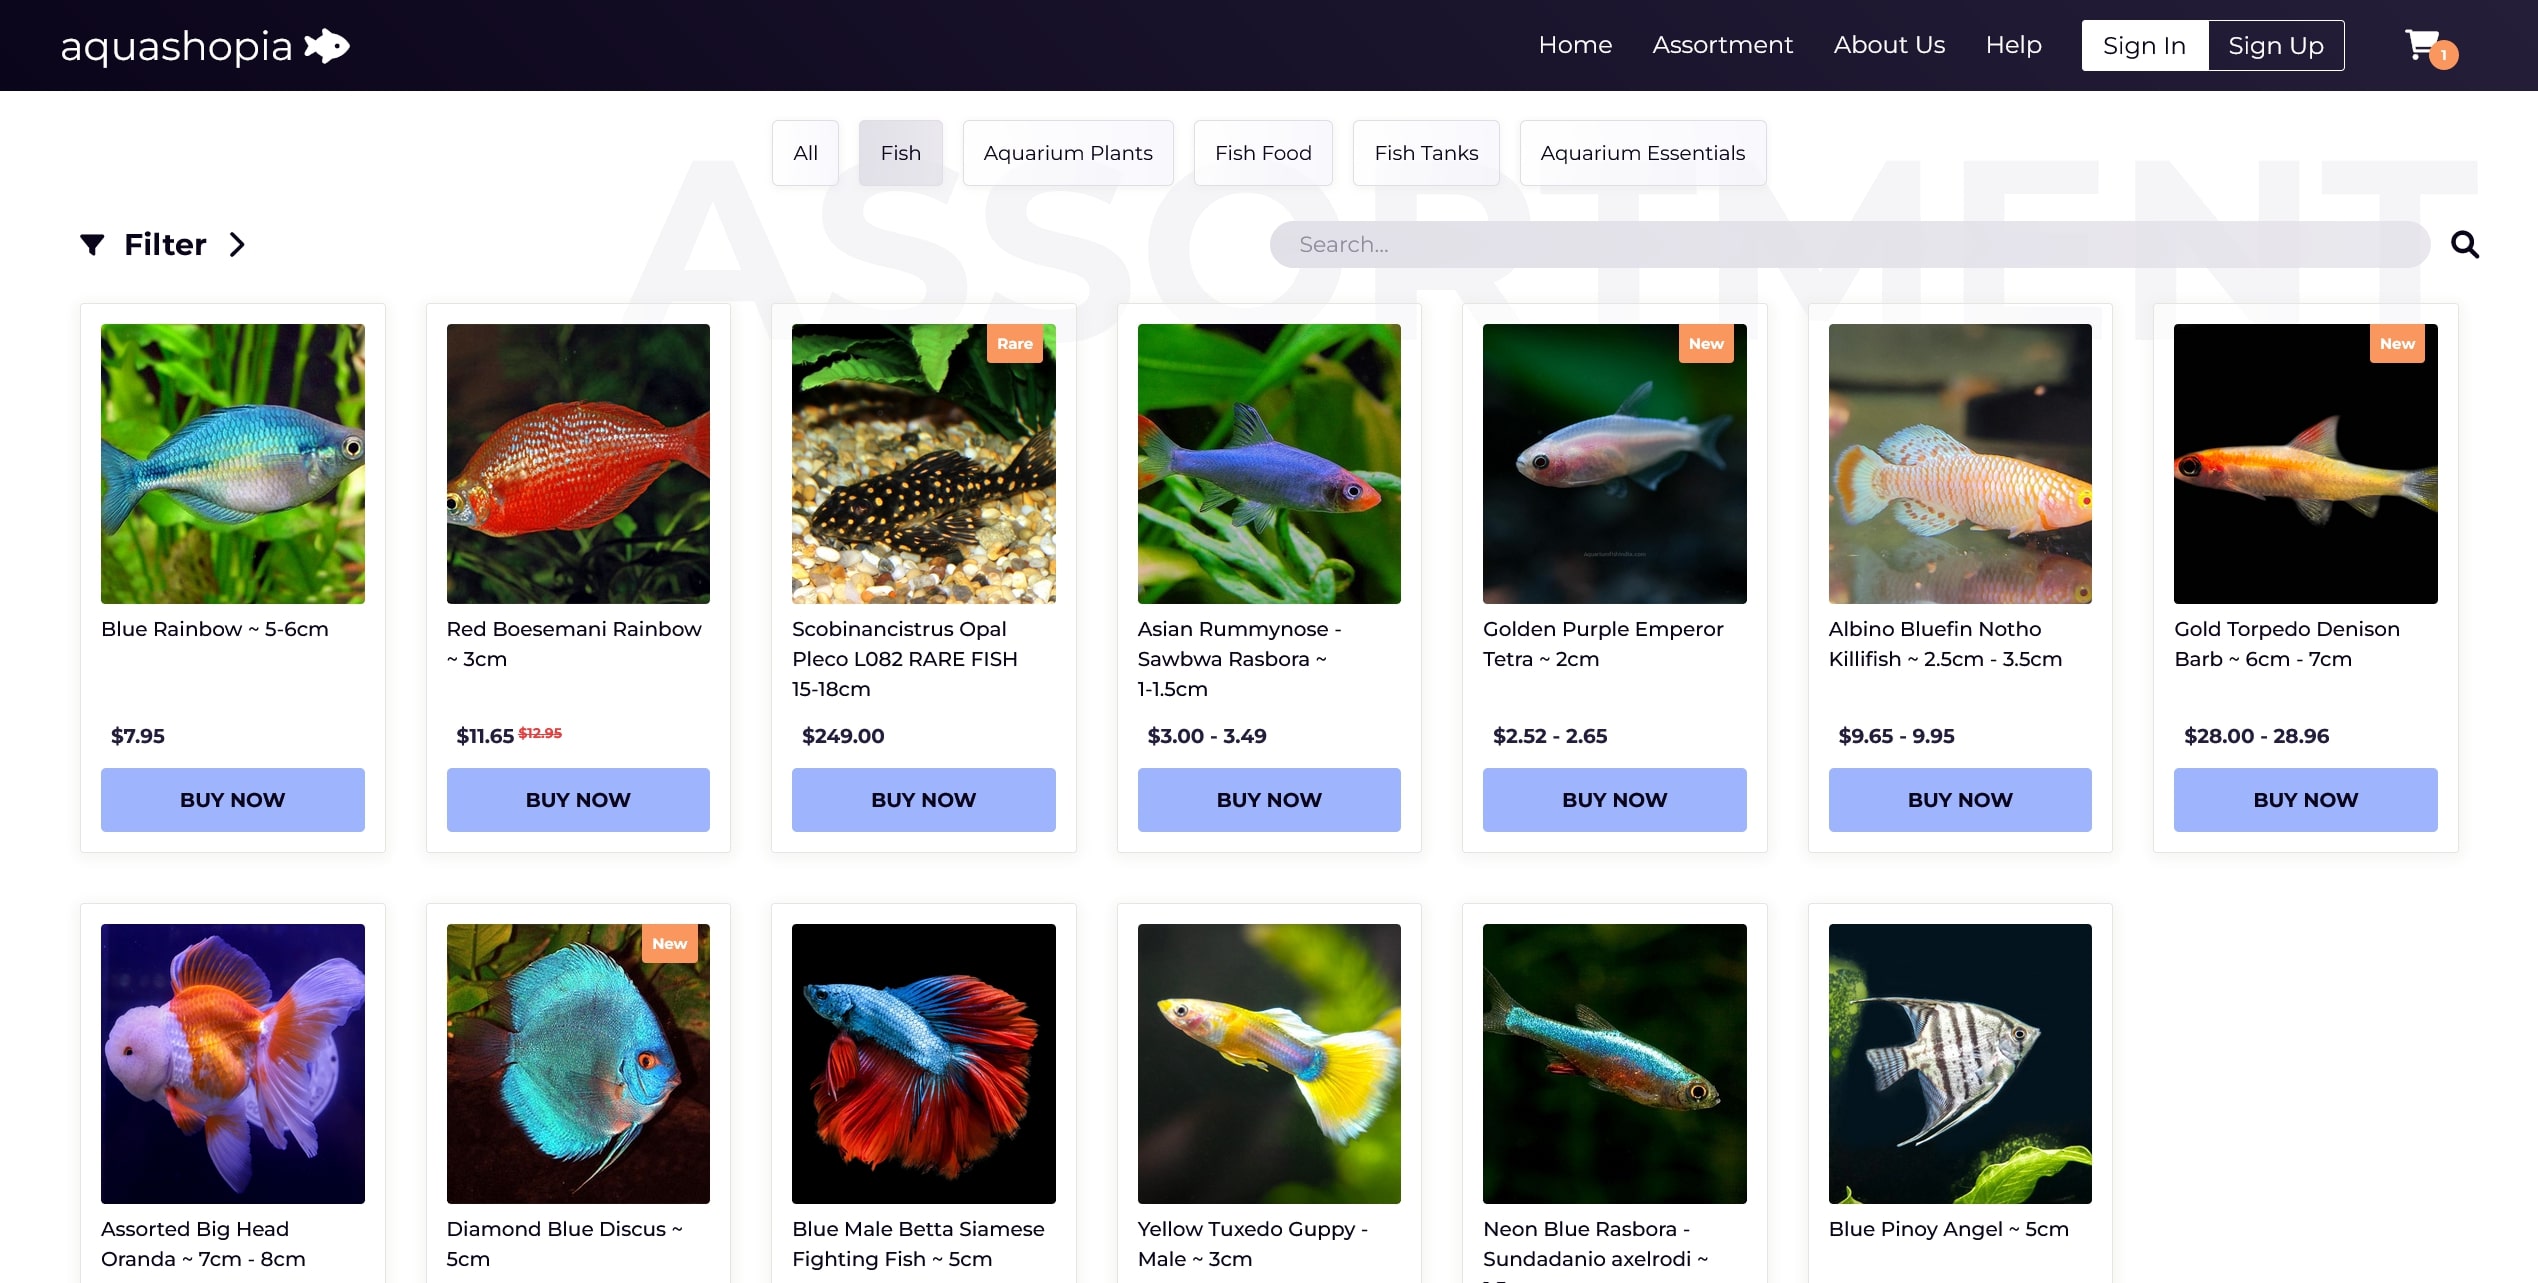 aquashopia
Home
Assortment
About Us
Help
Sign In
Sign Up
1
ASSORTMENT
All
Fish
Aquarium Plants
Fish Food
Fish Tanks
Aquarium Essentials
Filter
Search...
Blue Rainbow ~ 5-6cm
$7.95
BUY NOW
Red Boesemani Rainbow
~ 3cm
$11.65 $12.95
BUY NOW
Rare
Scobinancistrus Opal
Pleco L082 RARE FISH
15-18cm
$249.00
BUY NOW
Asian Rummynose -
Sawbwa Rasbora ~
1-1.5cm
$3.00 - 3.49
BUY NOW
New
Golden Purple Emperor
Tetra ~ 2cm
$2.52 - 2.65
BUY NOW
Albino Bluefin Notho
Killifish ~ 2.5cm - 3.5cm
$9.65 - 9.95
BUY NOW
New
Gold Torpedo Denison
Barb ~ 6cm - 7cm
$28.00 - 28.96
BUY NOW
Assorted Big Head
Oranda ~ 7cm - 8cm
New
Diamond Blue Discus ~
5cm
Blue Male Betta Siamese
Fighting Fish ~ 5cm
Yellow Tuxedo Guppy -
Male ~ 3cm
Neon Blue Rasbora -
Sundadanio axelrodi ~
Blue Pinoy Angel ~ 5cm